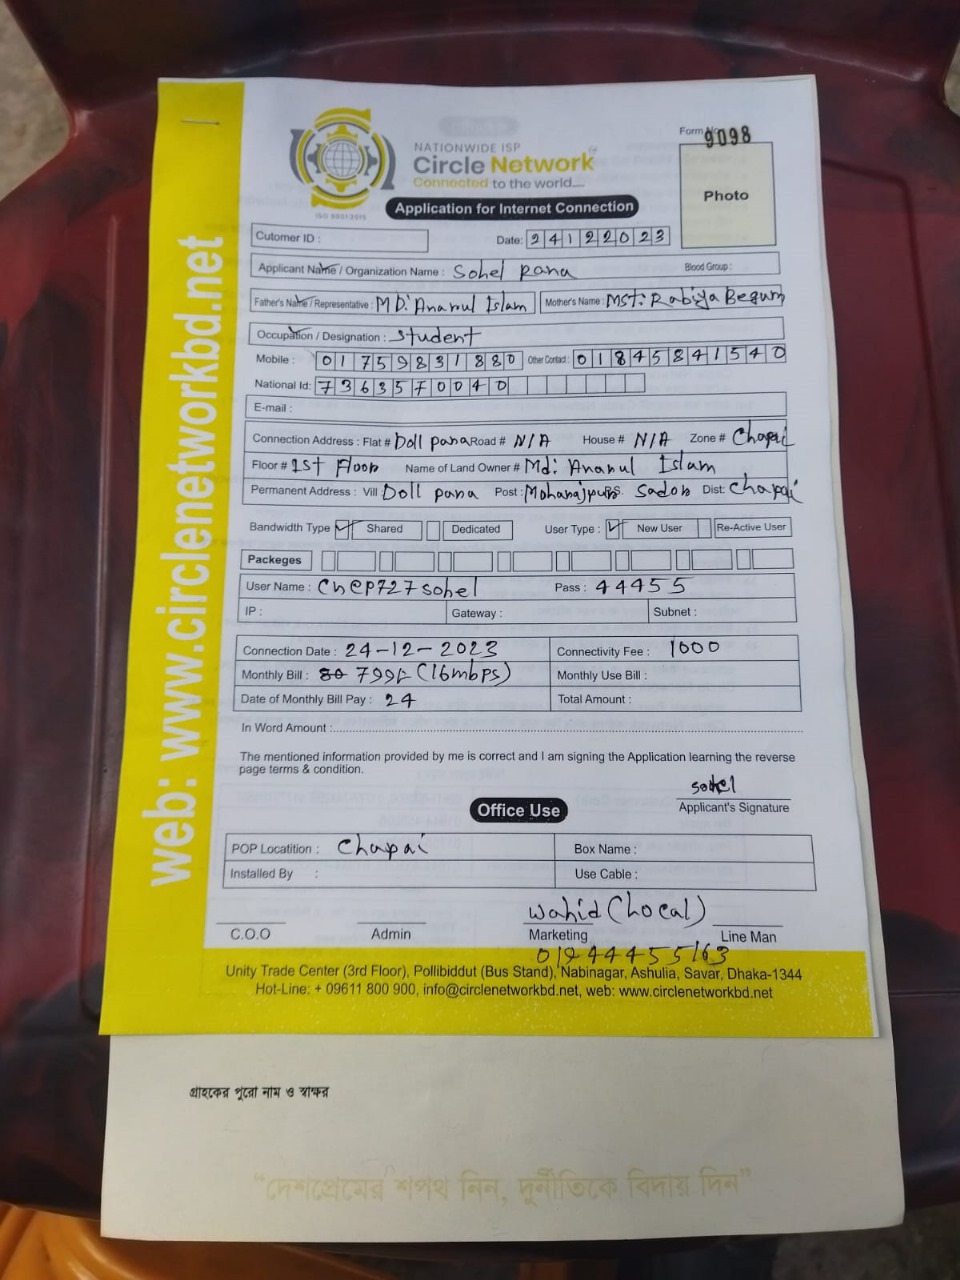 Form No
9098
NATIONWIDE ISP
Circle Network
Connected to the world....
ISO 9001:2015
Photo
Application for Internet Connection
Cutomer ID :
Date: 24122023
Applicant Name / Organization Name : Sohel Rana Blood Group :
Father's Name / Representative : MD: Anarul Islam Mother's Name : MST: Rabiya Begum
Occupation / Designation : Student
Mobile : 01759831880 Other Contact : 01845841540
National Id: 7363570040
E-mail :
Connection Address : Flat # Doll para Road # N/A House # N/A Zone # Chapai
Floor # 1st Floor Name of Land Owner # Md: Anarul Islam
Permanent Address : Vill Doll para Post : Moharajpur P.S. Sador Dist: Chapai
Bandwidth Type Shared Dedicated User Type : New User Re-Active User
Packeges
User Name : Chep727sohel Pass : 44455
IP : Gateway : Subnet :
Connection Date : 24-12-2023 Connectivity Fee : 1000
Monthly Bill : 80 799/- (16mbps) Monthly Use Bill :
Date of Monthly Bill Pay : 24 Total Amount :
In Word Amount :
The mentioned information provided by me is correct and I am signing the Application learning the reverse
page terms & condition.
sohel
Applicant's Signature
Office Use
POP Locatition : Chapai Box Name :
Installed By : Use Cable :
Wahid (Local)
C.O.O Admin Marketing Line Man
Unity Trade Center (3rd Floor), Pollibiddut (Bus Stand), Nabinagar, Ashulia, Savar, Dhaka-1344
Hot-Line: + 09611 800 900, info@circlenetworkbd.net, web: www.circlenetworkbd.net
web: www.circlenetworkbd.net
গ্রাহকের পুরো নাম ও স্বাক্ষর
“দেশপ্রেমের শপথ নিন, দুর্নীতিকে বিদায় দিন”